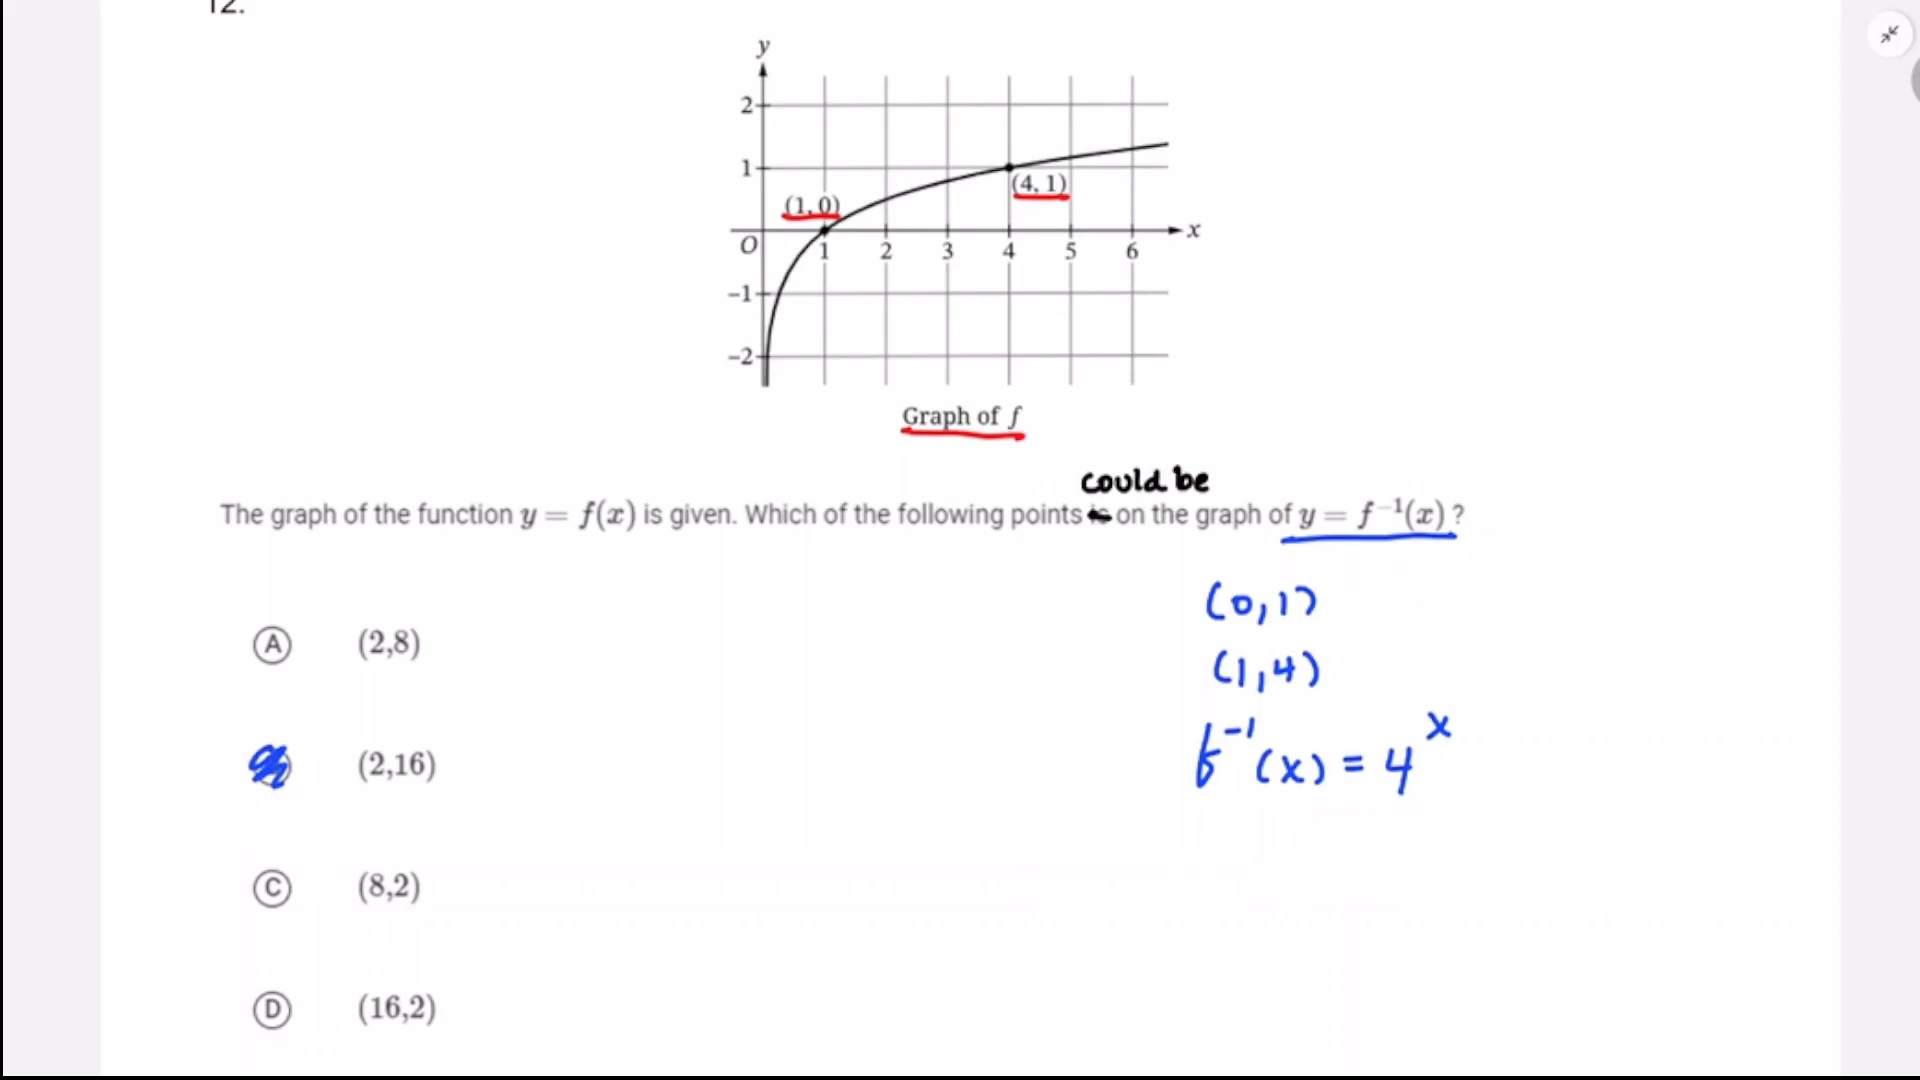 12.
y
2
1
(4, 1)
(1, 0)
O
1 2 3 4 5 6
x
−1
−2
Graph of f
could be
The graph of the function y = f(x) is given. Which of the following points is on the graph of y = f⁻¹(x) ?
(0,1)
A (2,8)
(1,4)
f⁻¹(x) = 4ˣ
(2,16)
C (8,2)
D (16,2)